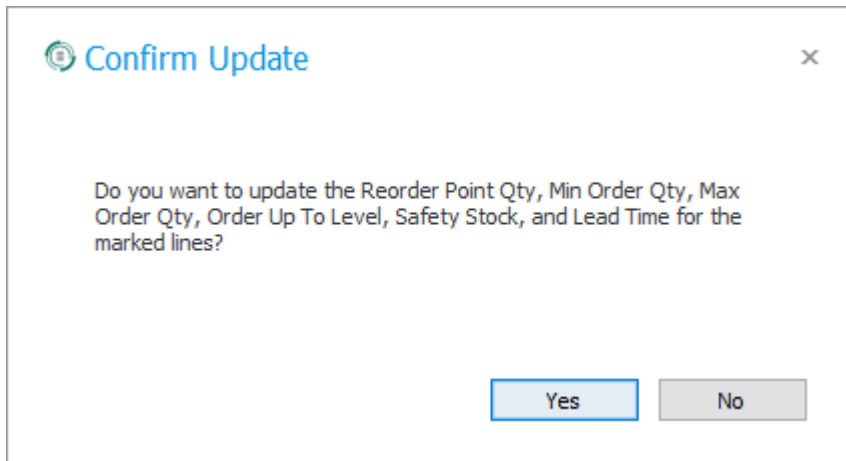 Confirm Update
Do you want to update the Reorder Point Qty, Min Order Qty, Max
Order Qty, Order Up To Level, Safety Stock, and Lead Time for the
marked lines?
Yes No